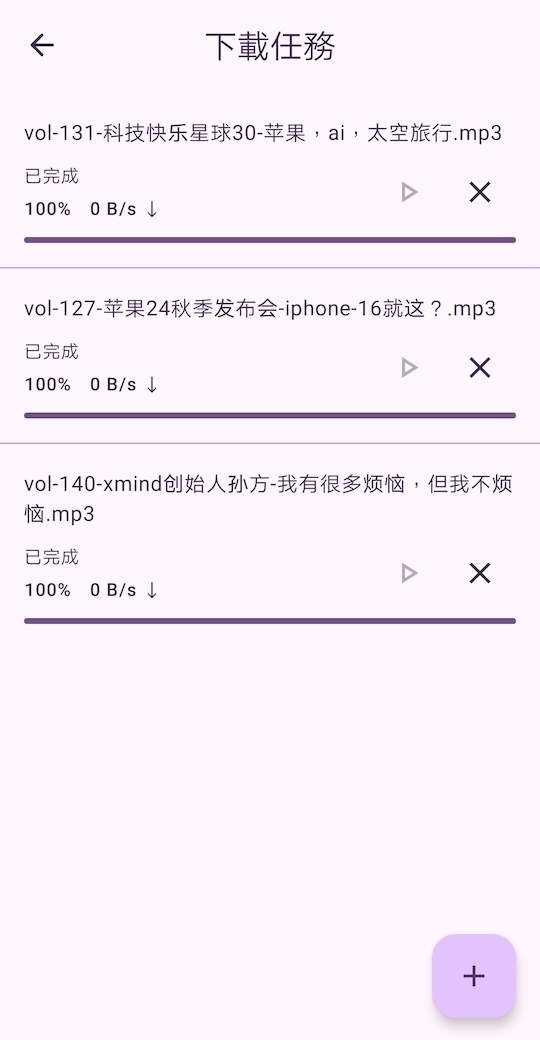 下載任務
vol-131-科技快乐星球30-苹果，ai，太空旅行.mp3
已完成
100% 0 B/s ↓
vol-127-苹果24秋季发布会-iphone-16就这？.mp3
已完成
100% 0 B/s ↓
vol-140-xmind创始人孙方-我有很多烦恼，但我不烦
恼.mp3
已完成
100% 0 B/s ↓